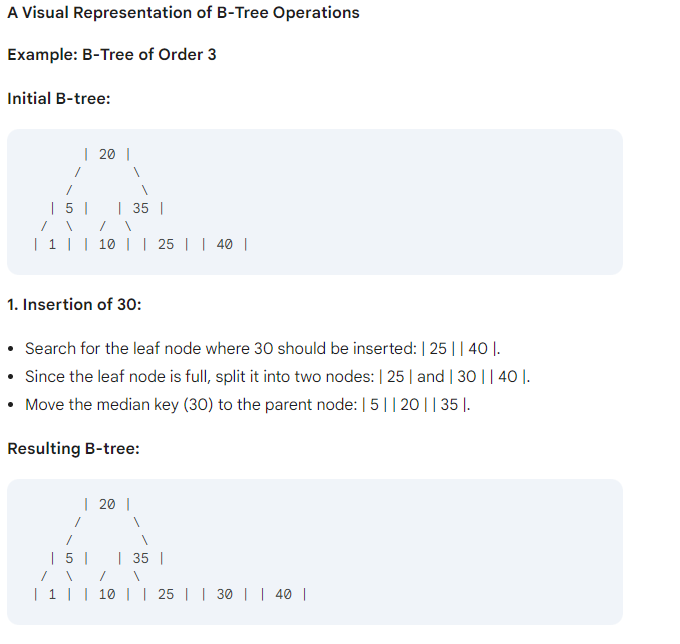 A Visual Representation of B-Tree Operations
Example: B-Tree of Order 3
Initial B-tree:
| 20 |
/ \
/ \
| 5 | | 35 |
/ \ / \
| 1 | | 10 | | 25 | | 40 |
1. Insertion of 30:
• Search for the leaf node where 30 should be inserted: | 25 | | 40 |.
• Since the leaf node is full, split it into two nodes: | 25 | and | 30 | | 40 |.
• Move the median key (30) to the parent node: | 5 | | 20 | | 35 |.
Resulting B-tree:
| 20 |
/ \
/ \
| 5 | | 35 |
/ \ / \
| 1 | | 10 | | 25 | | 30 | | 40 |